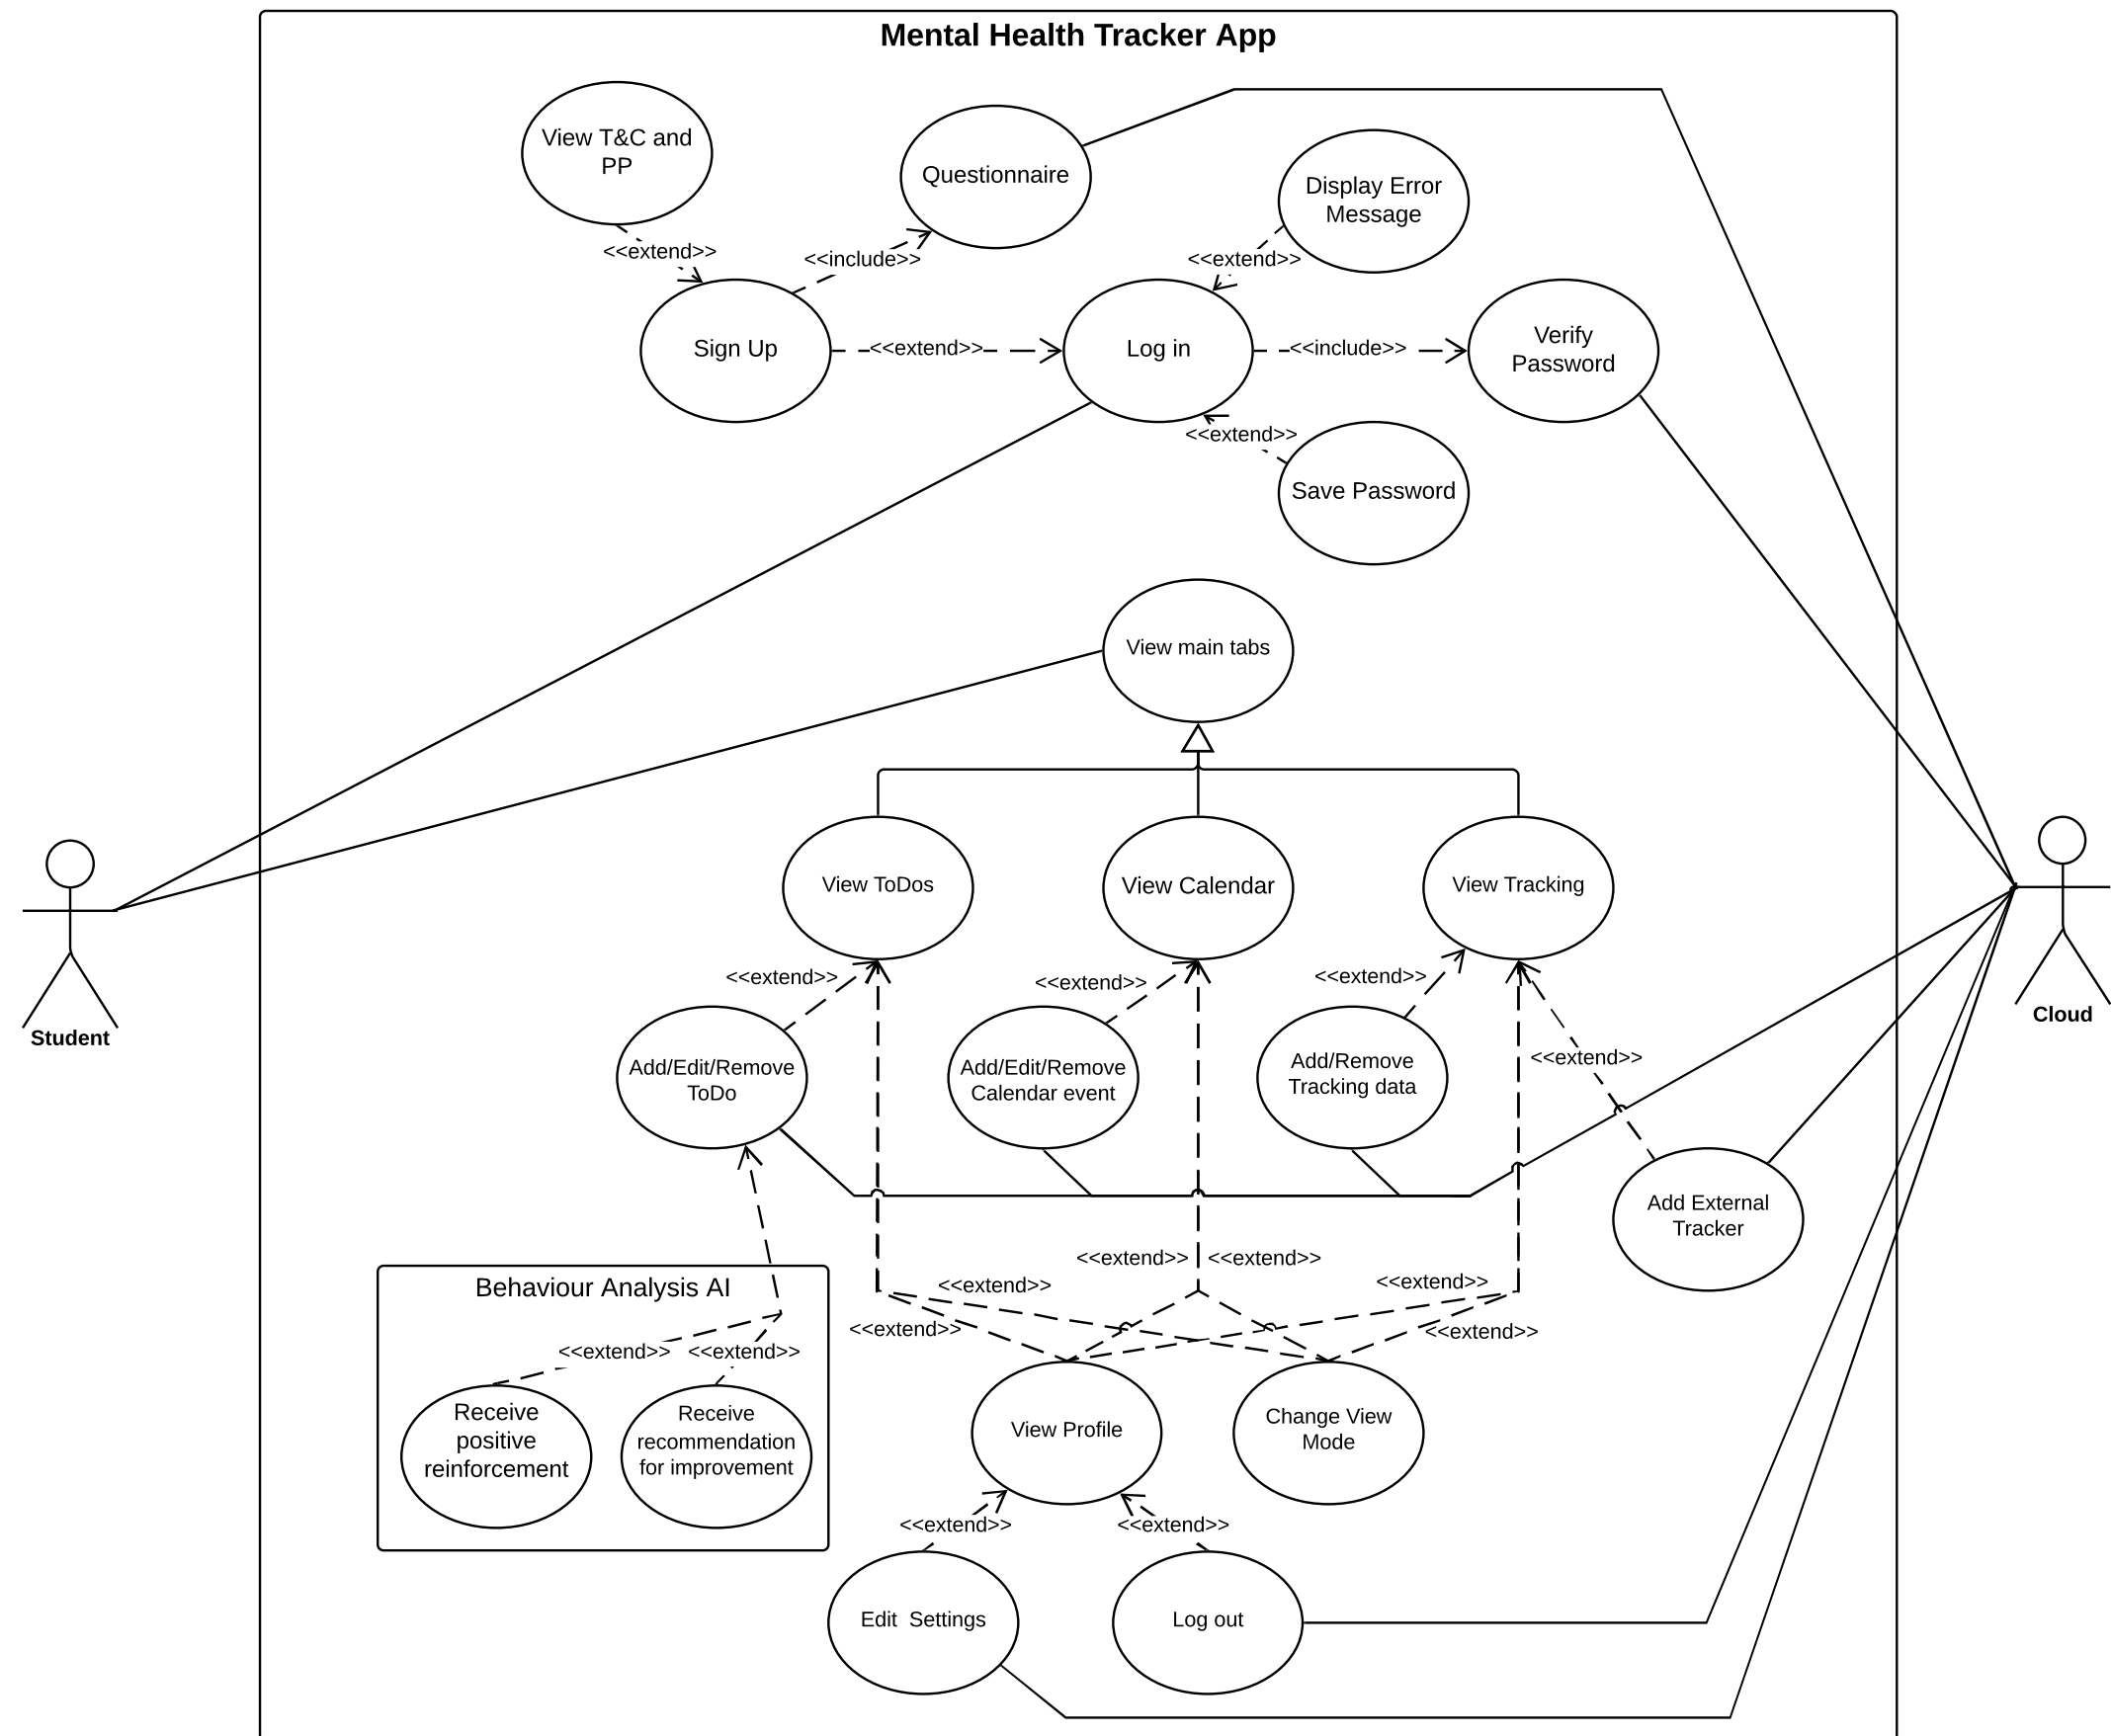 Mental Health Tracker App
View T&C and
PP
Questionnaire
Display Error
Message
<<extend>>
<<include>>
<<extend>>
Sign Up
<<extend>>
Log in
<<include>>
Verify
Password
<<extend>>
Save Password
View main tabs
View ToDos
View Calendar
View Tracking
Student
Cloud
<<extend>>
<<extend>>
<<extend>>
<<extend>>
Add/Edit/Remove
ToDo
Add/Edit/Remove
Calendar event
Add/Remove
Tracking data
Add External
Tracker
<<extend>>
<<extend>>
<<extend>>
<<extend>>
<<extend>>
<<extend>>
Behaviour Analysis AI
<<extend>>
<<extend>>
Receive
positive
reinforcement
Receive
recommendation
for improvement
View Profile
Change View
Mode
<<extend>>
<<extend>>
Edit  Settings
Log out